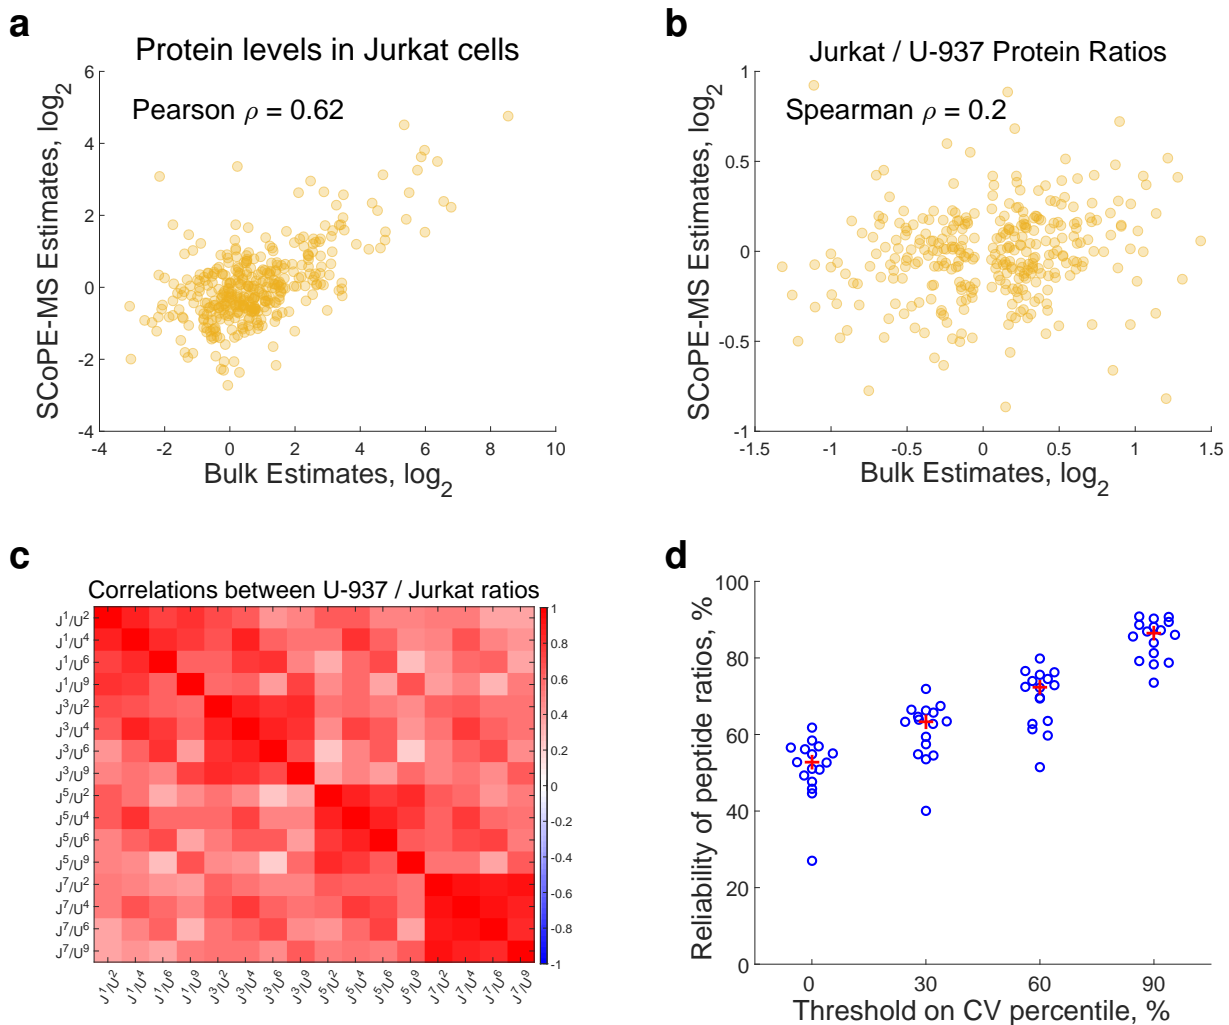 a
Protein levels in Jurkat cells
Pearson ρ = 0.62
SCoPE-MS Estimates, log2
6
4
2
0
-2
-4
-4 -2 0 2 4 6 8 10
Bulk Estimates, log2
b
Jurkat / U-937 Protein Ratios
Spearman ρ = 0.2
SCoPE-MS Estimates, log2
1
0.5
0
-0.5
-1
-1.5 -1 -0.5 0 0.5 1 1.5
Bulk Estimates, log2
c
Correlations between U-937 / Jurkat ratios
J1/U2
J1/U4
J1/U6
J1/U9
J3/U2
J3/U4
J3/U6
J3/U9
J5/U2
J5/U4
J5/U6
J5/U9
J7/U2
J7/U4
J7/U6
J7/U9
J1/U2 J1/U4 J1/U6 J1/U9 J3/U2 J3/U4 J3/U6 J3/U9 J5/U2 J5/U4 J5/U6 J5/U9 J7/U2 J7/U4 J7/U6 J7/U9
1
0.8
0.6
0.4
0.2
0
-0.2
-0.4
-0.6
-0.8
-1
d
Reliability of peptide ratios, %
100
80
60
40
20
0
0 30 60 90
Threshold on CV percentile, %